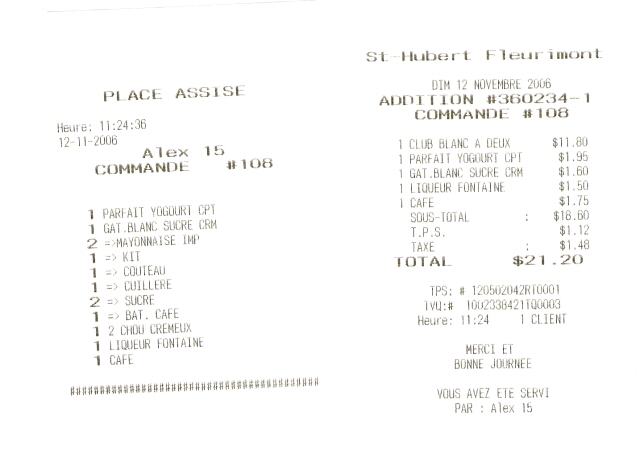 PLACE ASSISE
Heure: 11:24:36
12-11-2006
Alex 15
COMMANDE #108
1 PARFAIT YOGOURT CPT
1 GAT.BLANC SUCRE CRM
2 =>MAYONNAISE IMP
1 => KIT
1 => COUTEAU
1 => CUILLERE
2 => SUCRE
1 => BAT. CAFE
1 2 CHOU CREMEUX
1 LIQUEUR FONTAINE
1 CAFE
St-Hubert Fleurimont
DIM 12 NOVEMBRE 2006
ADDITION #360234-1
COMMANDE #108
1 CLUB BLANC A DEUX $11.80
1 PARFAIT YOGOURT CPT $1.95
1 GAT.BLANC SUCRE CRM $1.60
1 LIQUEUR FONTAINE $1.50
1 CAFE $1.75
SOUS-TOTAL : $18.60
T.P.S. $1.12
TAXE : $1.48
TOTAL $21.20
TPS: # 120502042RT0001
TVQ:# 1002338421TQ0003
Heure: 11:24 1 CLIENT
MERCI ET
BONNE JOURNEE
VOUS AVEZ ETE SERVI
PAR : Alex 15